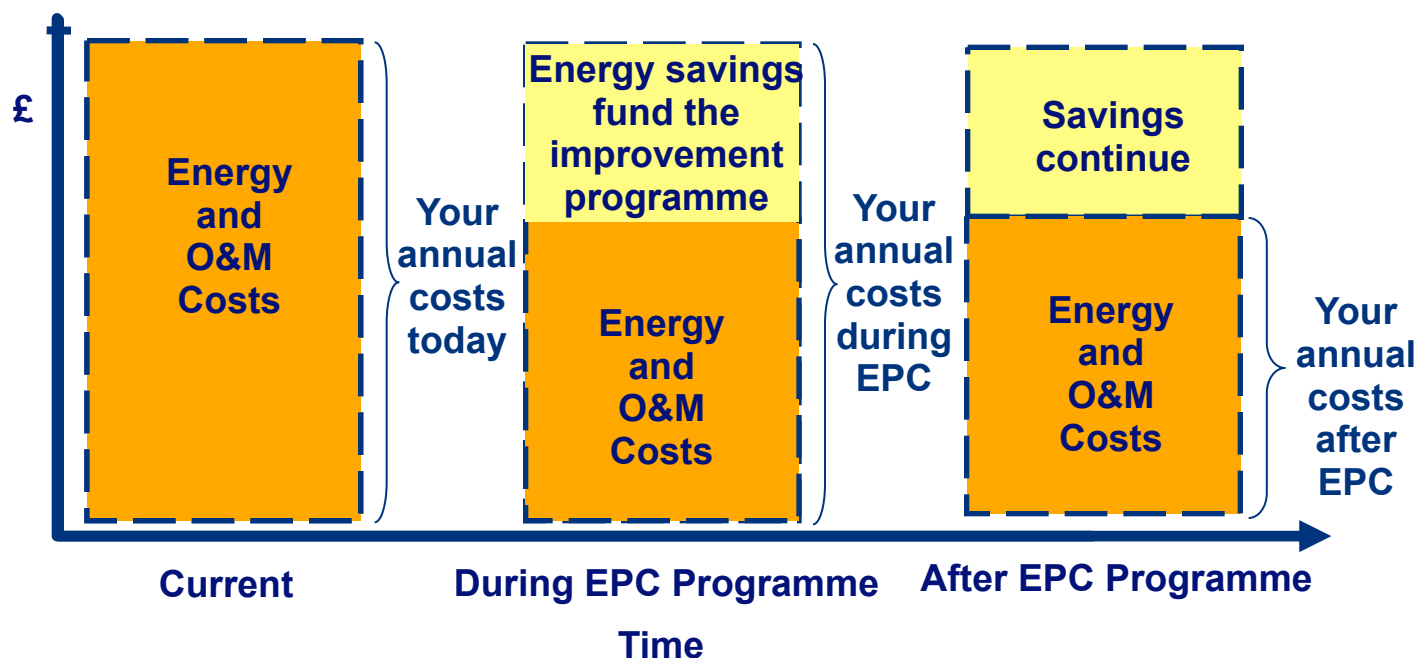 £
Energy
and
O&M
Costs
Your
annual
costs
today
Energy savings
fund the
improvement
programme
Energy
and
O&M
Costs
Your
annual
costs
during
EPC
Savings
continue
Energy
and
O&M
Costs
Your
annual
costs
after
EPC
Current
During EPC Programme
After EPC Programme
Time